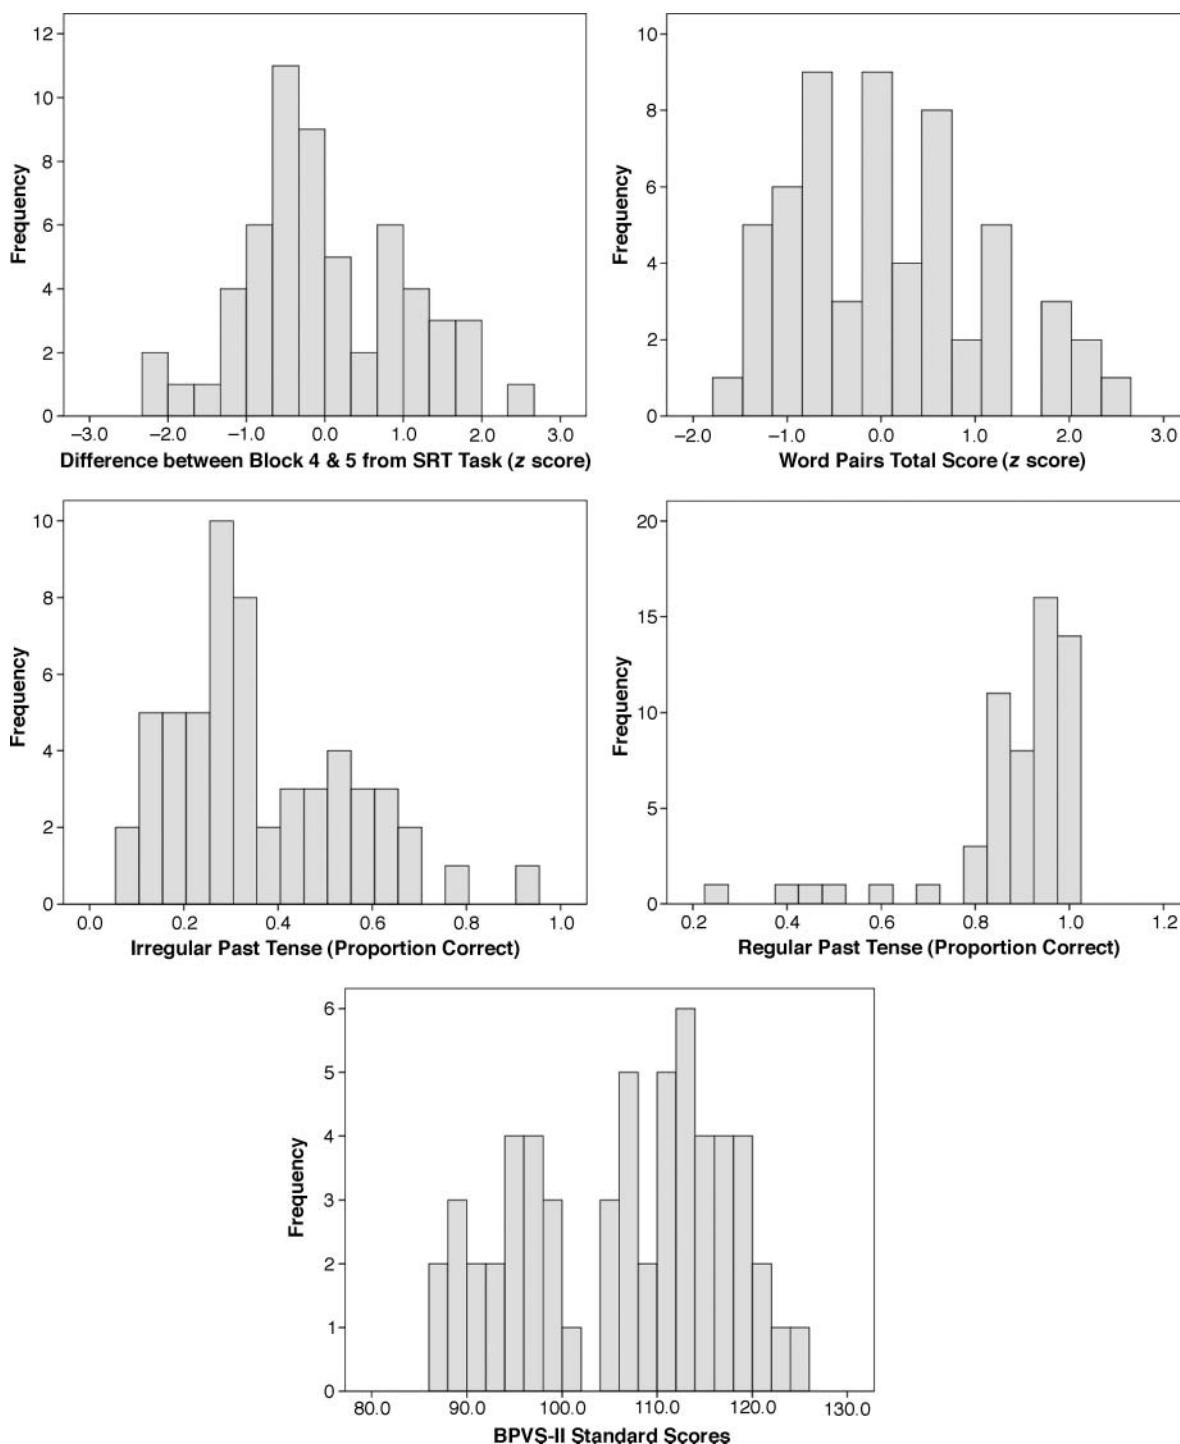 12
10
8
6
4
2
0
Frequency
–3.0 –2.0 –1.0 0.0 1.0 2.0 3.0
Difference between Block 4 & 5 from SRT Task (z score)
10
8
6
4
2
0
Frequency
–2.0 –1.0 0.0 1.0 2.0 3.0
Word Pairs Total Score (z score)
10
8
6
4
2
0
Frequency
0.0 0.2 0.4 0.6 0.8 1.0
Irregular Past Tense (Proportion Correct)
20
15
10
5
0
Frequency
0.2 0.4 0.6 0.8 1.0 1.2
Regular Past Tense (Proportion Correct)
6
5
4
3
2
1
0
Frequency
80.0 90.0 100.0 110.0 120.0 130.0
BPVS-II Standard Scores